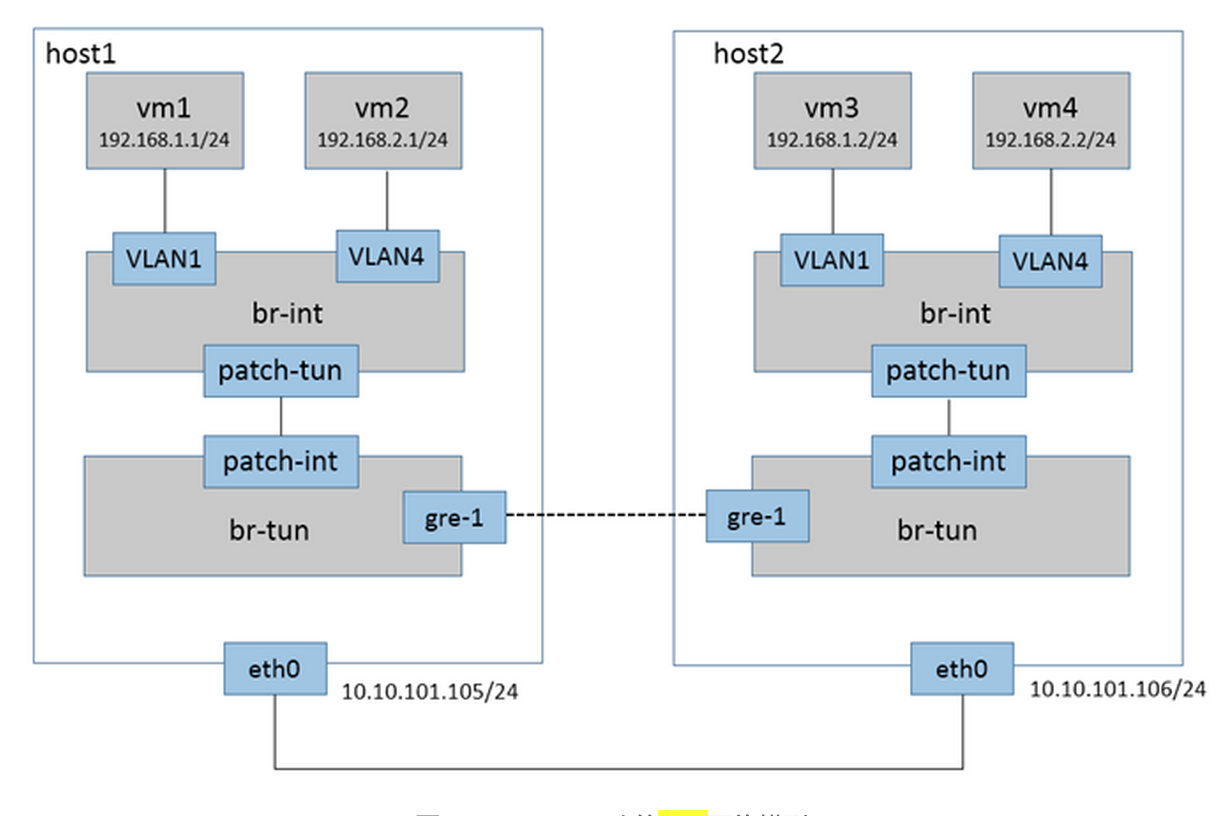 host1
host2
vm1
192.168.1.1/24
vm2
192.168.2.1/24
vm3
192.168.1.2/24
vm4
192.168.2.2/24
VLAN1
VLAN4
VLAN1
VLAN4
br-int
br-int
patch-tun
patch-tun
patch-int
patch-int
gre-1
gre-1
br-tun
br-tun
eth0
eth0
10.10.101.105/24
10.10.101.106/24